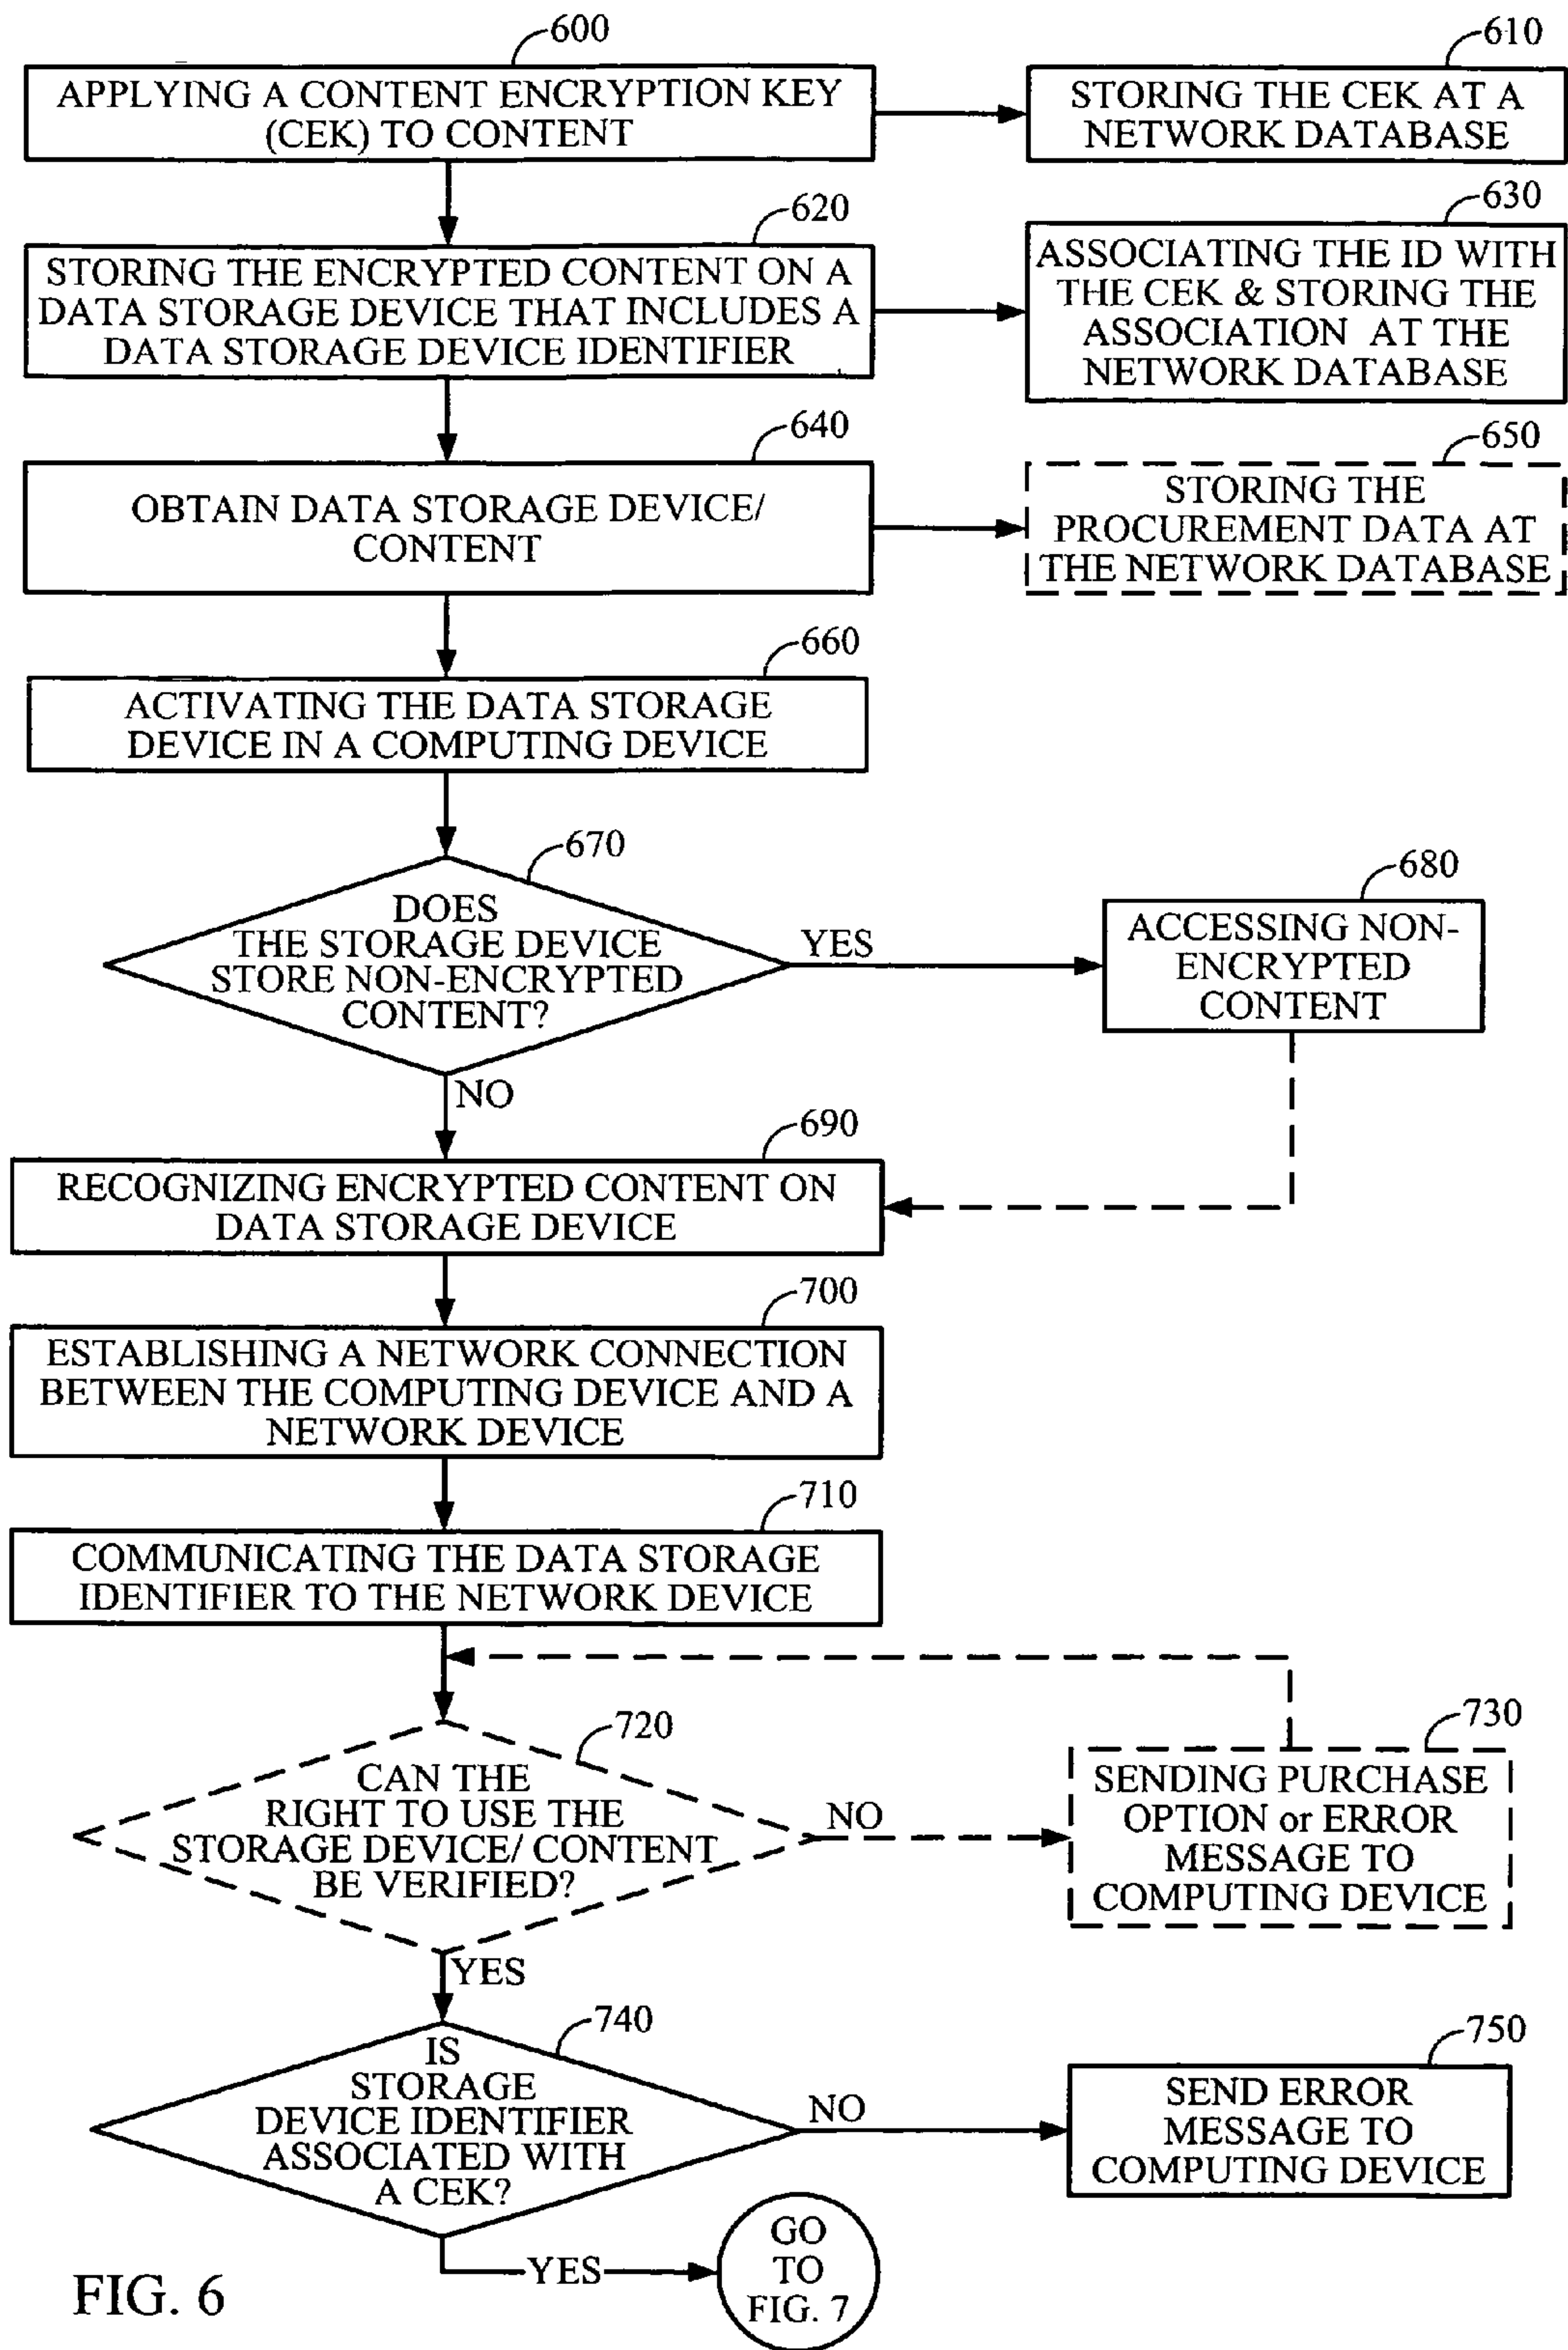 600
APPLYING A CONTENT ENCRYPTION KEY
(CEK) TO CONTENT
610
STORING THE CEK AT A
NETWORK DATABASE
620
STORING THE ENCRYPTED CONTENT ON A
DATA STORAGE DEVICE THAT INCLUDES A
DATA STORAGE DEVICE IDENTIFIER
630
ASSOCIATING THE ID WITH
THE CEK & STORING THE
ASSOCIATION AT THE
NETWORK DATABASE
640
OBTAIN DATA STORAGE DEVICE/
CONTENT
650
STORING THE
PROCUREMENT DATA AT
THE NETWORK DATABASE
660
ACTIVATING THE DATA STORAGE
DEVICE IN A COMPUTING DEVICE
670
DOES
THE STORAGE DEVICE
STORE NON-ENCRYPTED
CONTENT?
YES
680
ACCESSING NON-
ENCRYPTED
CONTENT
NO
690
RECOGNIZING ENCRYPTED CONTENT ON
DATA STORAGE DEVICE
700
ESTABLISHING A NETWORK CONNECTION
BETWEEN THE COMPUTING DEVICE AND A
NETWORK DEVICE
710
COMMUNICATING THE DATA STORAGE
IDENTIFIER TO THE NETWORK DEVICE
720
CAN THE
RIGHT TO USE THE
STORAGE DEVICE/ CONTENT
BE VERIFIED?
NO
730
SENDING PURCHASE
OPTION or ERROR
MESSAGE TO
COMPUTING DEVICE
YES
740
IS
STORAGE
DEVICE IDENTIFIER
ASSOCIATED WITH
A CEK?
NO
750
SEND ERROR
MESSAGE TO
COMPUTING DEVICE
YES
GO
TO
FIG. 7
FIG. 6